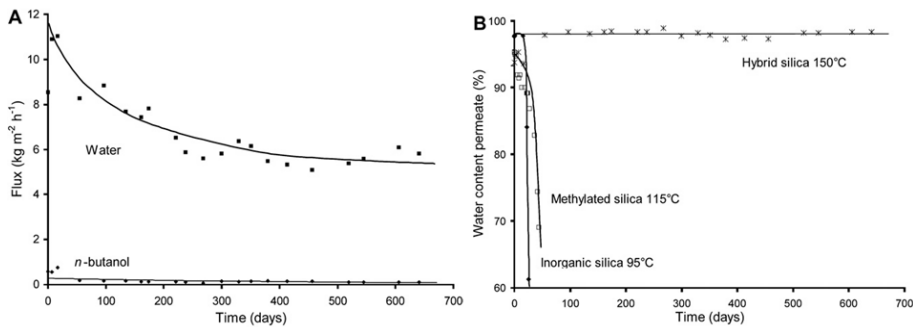 A
12
10
8
6
4
2
0
Flux (kg m-2 h-1)
Water
n-butanol
0 100 200 300 400 500 600 700
Time (days)
B
100
90
80
70
60
Water content permeate (%)
Hybrid silica 150°C
Methylated silica 115°C
Inorganic silica 95°C
0 100 200 300 400 500 600 700
Time (days)